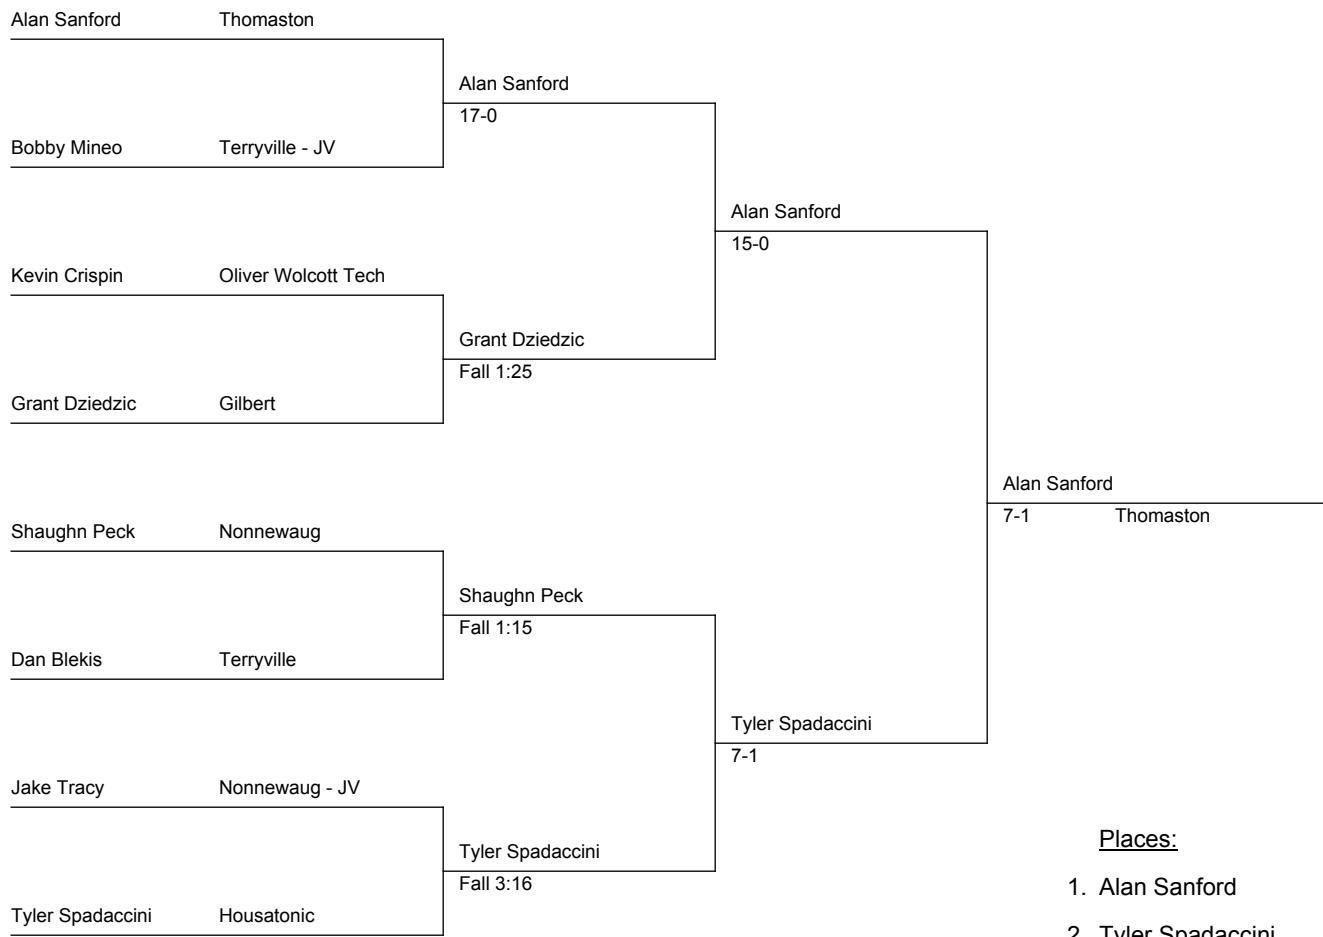 Alan Sanford Thomaston
Alan Sanford
17-0
Bobby Mineo Terryville - JV
Alan Sanford
15-0
Kevin Crispin Oliver Wolcott Tech
Grant Dziedzic
Fall 1:25
Grant Dziedzic Gilbert
Alan Sanford
7-1 Thomaston
Shaughn Peck Nonnewaug
Shaughn Peck
Fall 1:15
Dan Blekis Terryville
Tyler Spadaccini
7-1
Jake Tracy Nonnewaug - JV
Places:
Tyler Spadaccini
Fall 3:16
1. Alan Sanford
Tyler Spadaccini Housatonic
2. Tyler Spadaccini